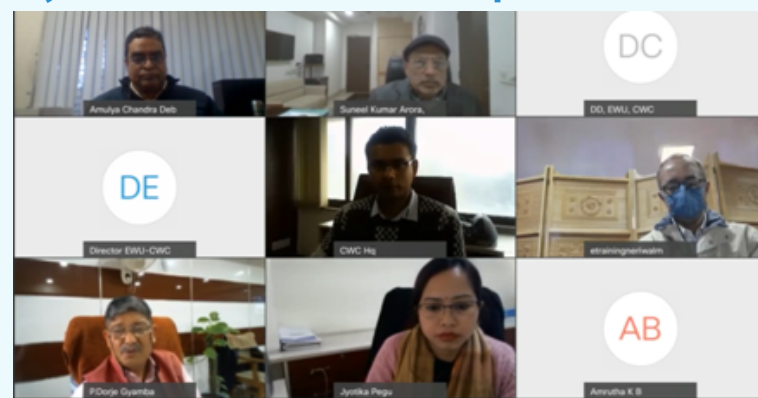 Amulya Chandra Deb
Suneel Kumar Arora,
DC
DD, EWU, CWC
DE
Director EWU-CWC
CWC Hq
etrainingneriwalm
P.Dorje Gyamba
Jyotika Pegu
AB
Amrutha K B